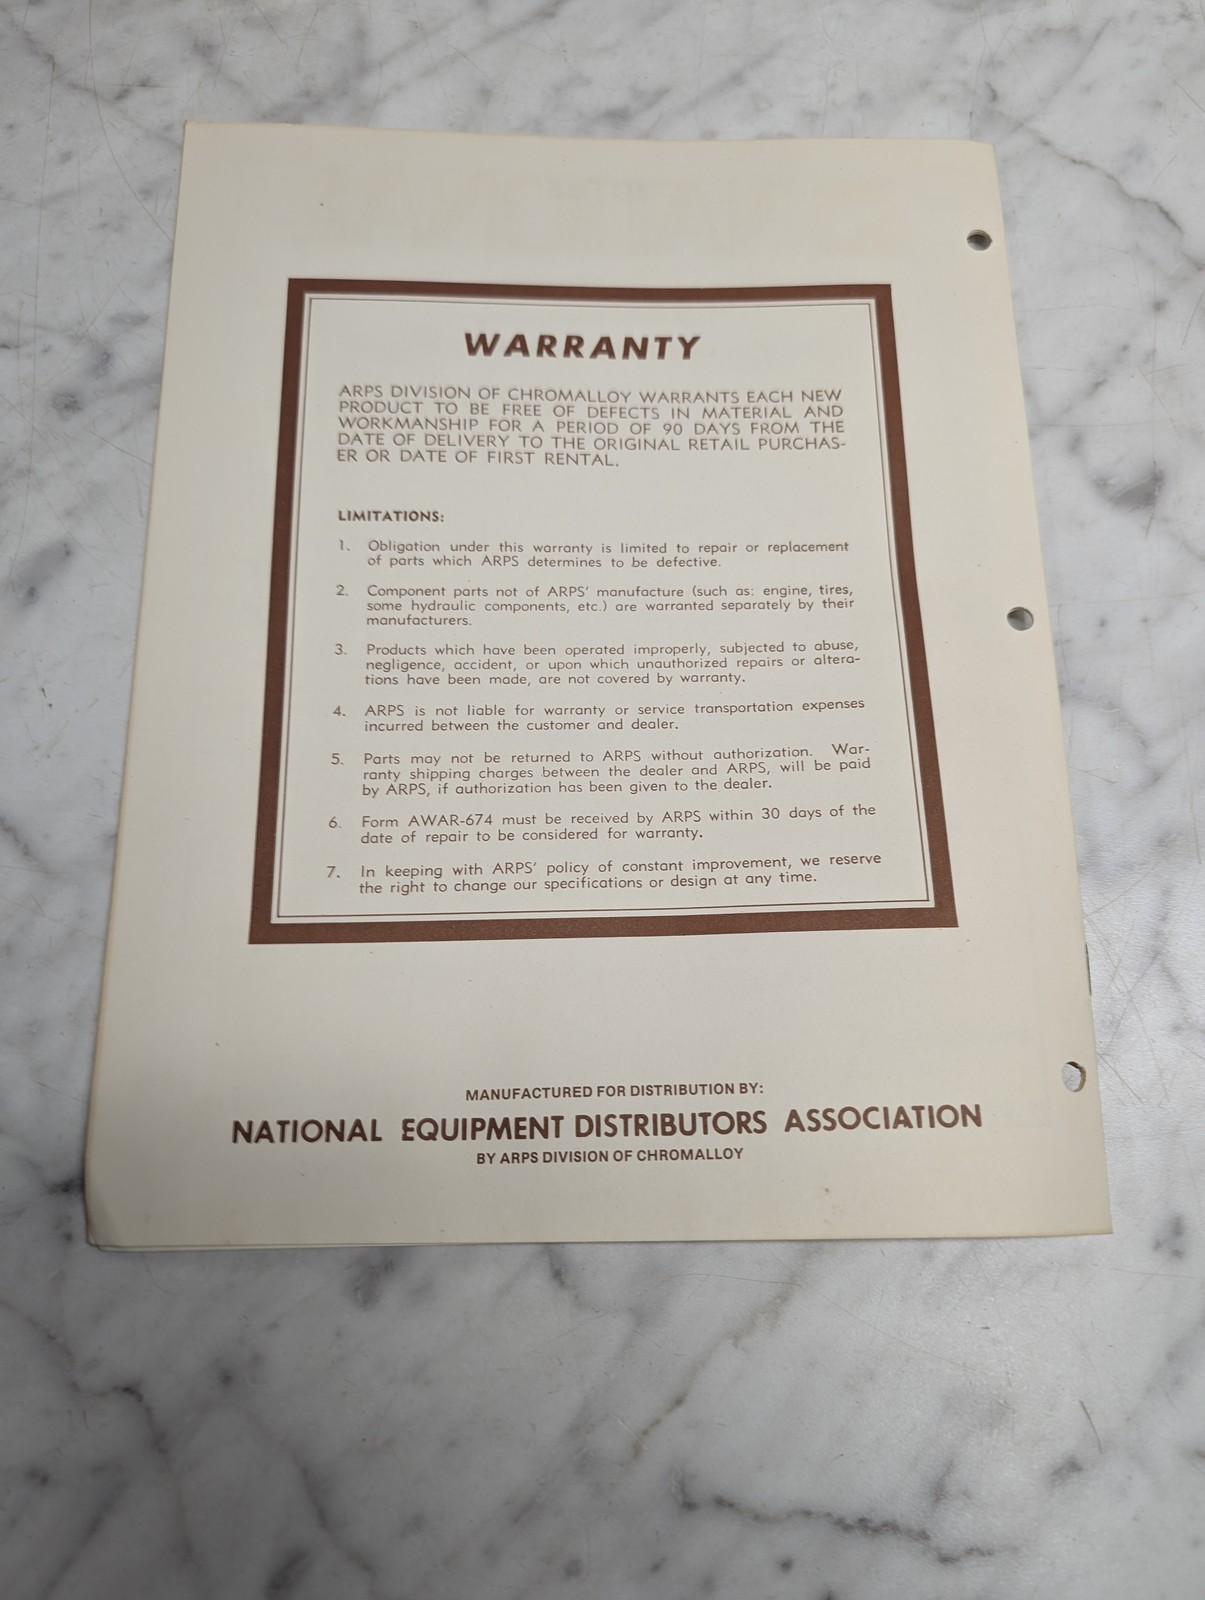 WARRANTY
ARPS DIVISION OF CHROMALLOY WARRANTS EACH NEW
PRODUCT TO BE FREE OF DEFECTS IN MATERIAL AND
WORKMANSHIP FOR A PERIOD OF 90 DAYS FROM THE
DATE OF DELIVERY TO THE ORIGINAL RETAIL PURCHAS-
ER OR DATE OF FIRST RENTAL.
LIMITATIONS:
1. Obligation under this warranty is limited to repair or replacement
of parts which ARPS determines to be defective.
2. Component parts not of ARPS' manufacture (such as: engine, tires,
some hydraulic components, etc.) are warranted separately by their
manufacturers.
3. Products which have been operated improperly, subjected to abuse,
negligence, accident, or upon which unauthorized repairs or altera-
tions have been made, are not covered by warranty.
4. ARPS is not liable for warranty or service transportation expenses
incurred between the customer and dealer.
5. Parts may not be returned to ARPS without authorization. War-
ranty shipping charges between the dealer and ARPS, will be paid
by ARPS, if authorization has been given to the dealer.
6. Form AWAR-674 must be received by ARPS within 30 days of the
date of repair to be considered for warranty.
7. In keeping with ARPS' policy of constant improvement, we reserve
the right to change our specifications or design at any time.
MANUFACTURED FOR DISTRIBUTION BY:
NATIONAL EQUIPMENT DISTRIBUTORS ASSOCIATION
BY ARPS DIVISION OF CHROMALLOY